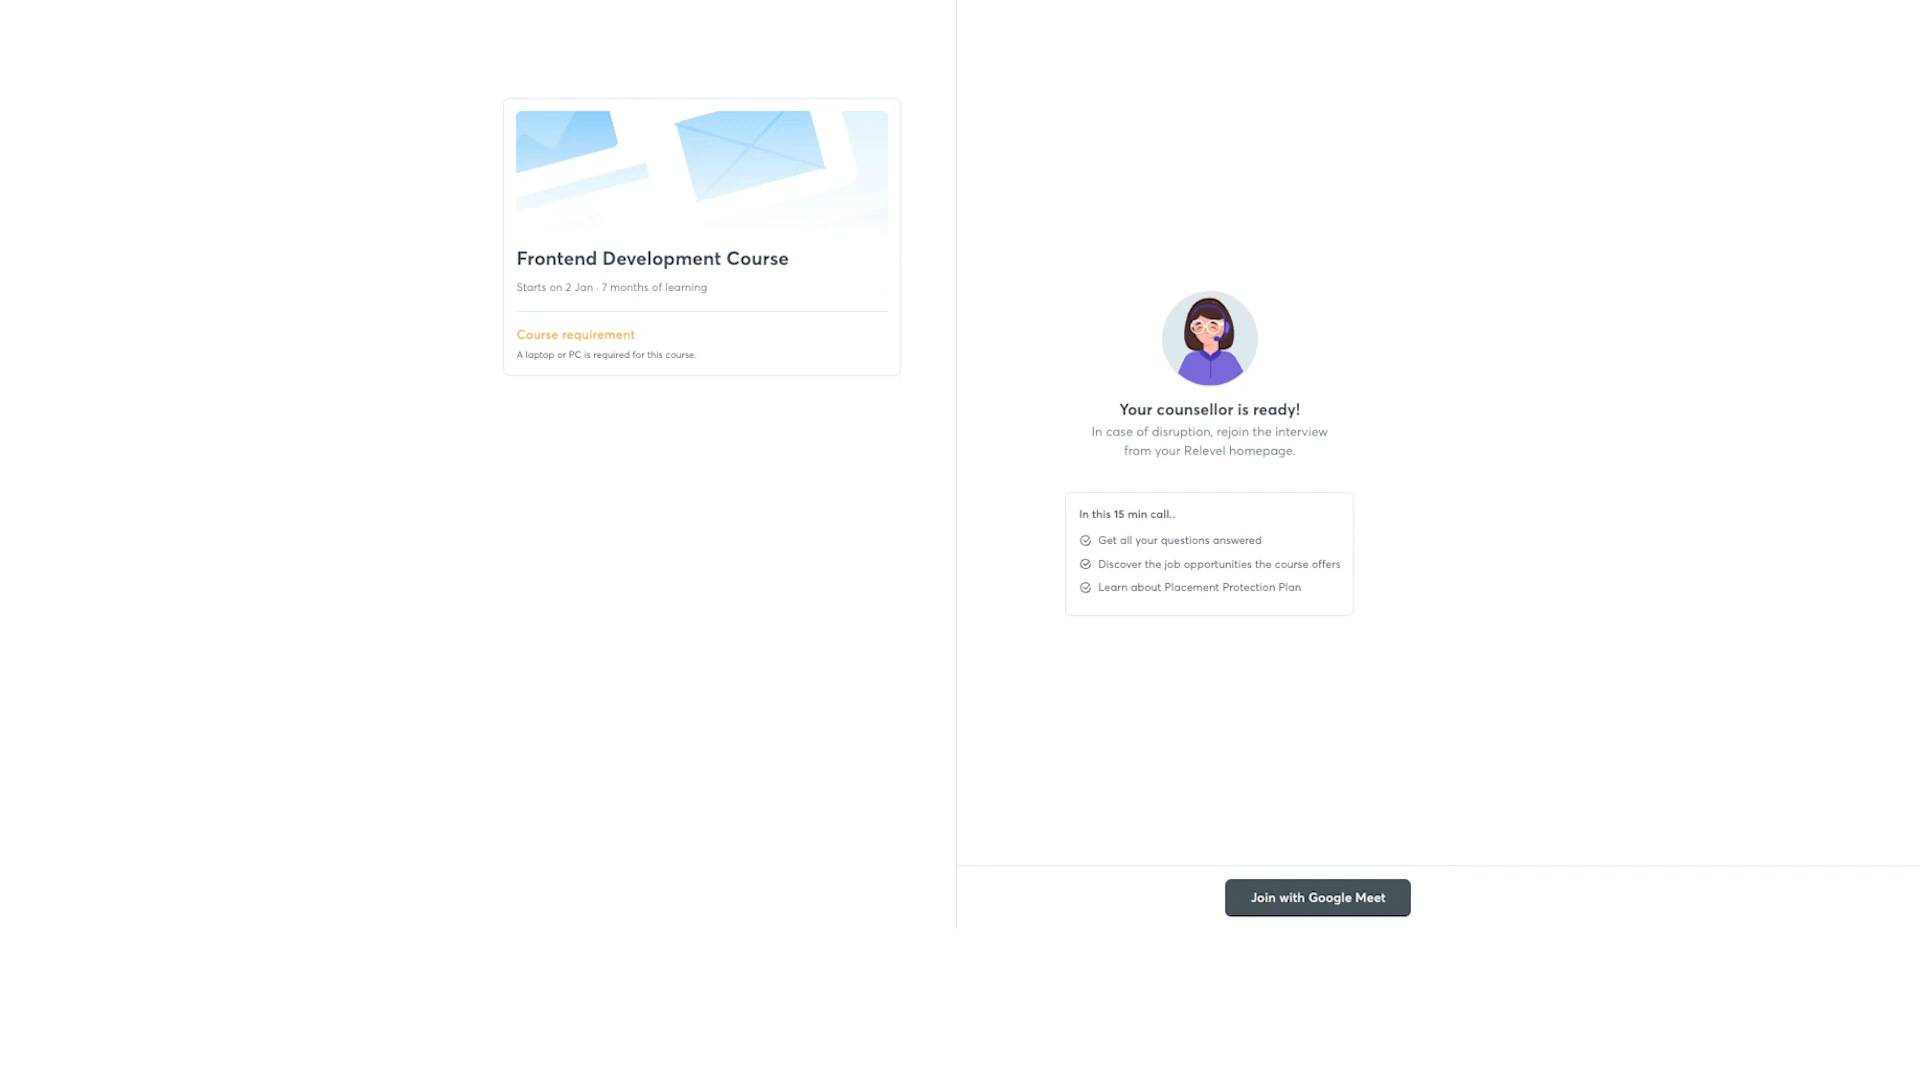 Frontend Development Course
Starts on 2 Jan · 7 months of learning
Course requirement
A laptop or PC is required for this course.
Your counsellor is ready!
In case of disruption, rejoin the interview
from your Relevel homepage.
In this 15 min call..
Get all your questions answered
Discover the job opportunities the course offers
Learn about Placement Protection Plan
Join with Google Meet